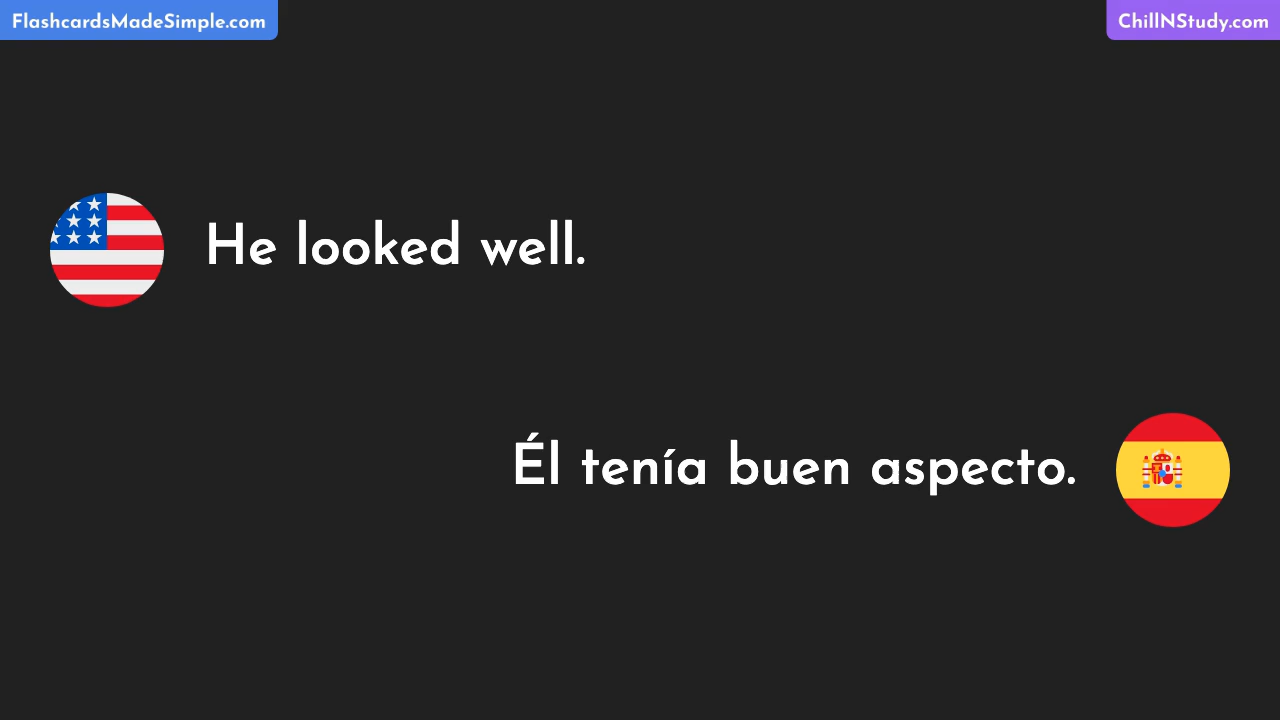 FlashcardsMadeSimple.com
ChillNStudy.com
He looked well.
Él tenía buen aspecto.